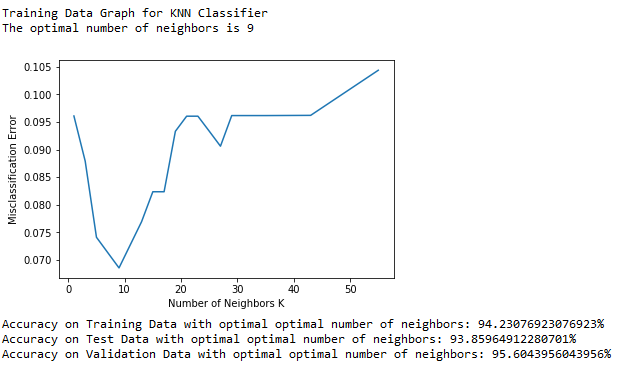 Training Data Graph for KNN Classifier
The optimal number of neighbors is 9
0.105
0.100
0.095
0.090
0.085
0.080
0.075
0.070
Misclassification Error
0 10 20 30 40 50
Number of Neighbors K
Accuracy on Training Data with optimal optimal number of neighbors: 94.23076923076923%
Accuracy on Test Data with optimal optimal number of neighbors: 93.85964912280701%
Accuracy on Validation Data with optimal optimal number of neighbors: 95.6043956043956%